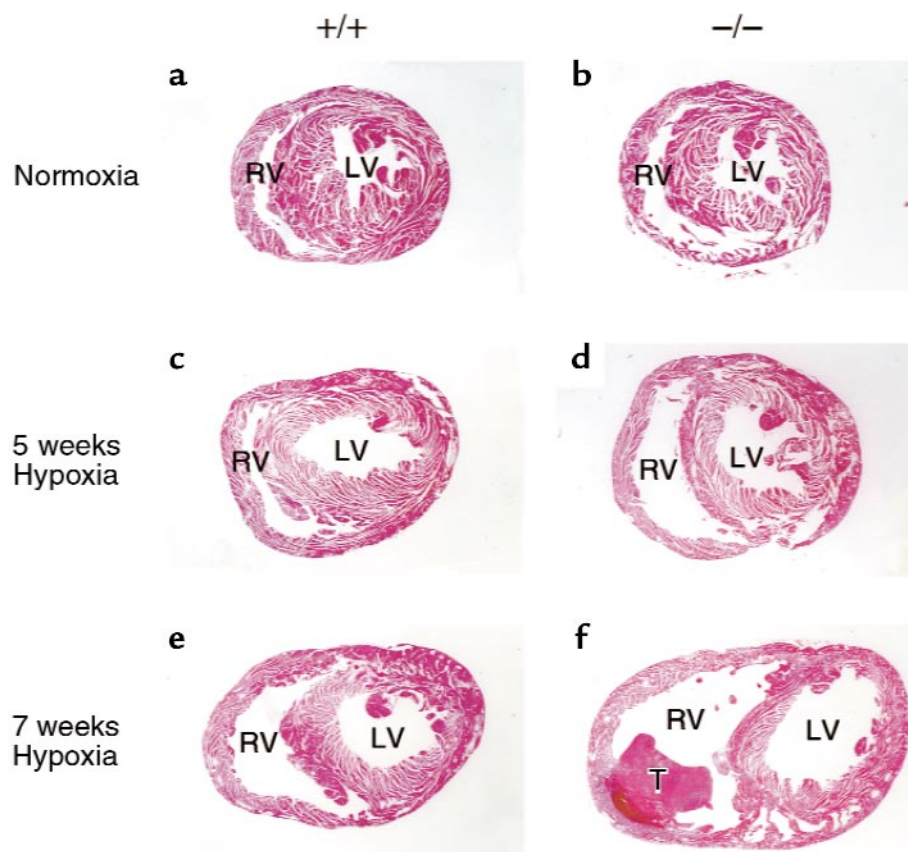 +/+ −/−
a b
Normoxia RV LV RV LV
c d
5 weeks
Hypoxia RV LV RV LV
e f
7 weeks
Hypoxia RV LV RV LV
T